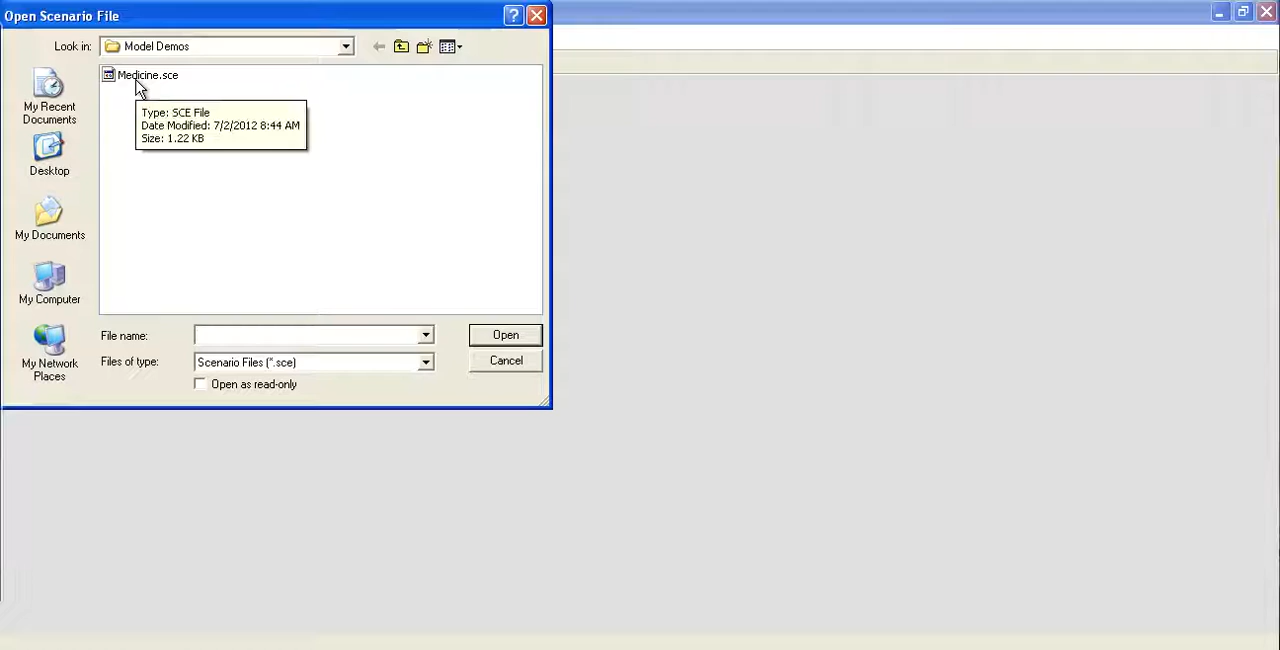 Open Scenario File
Look in: Model Demos
Medicine.sce
Type: SCE File
Date Modified: 7/2/2012 8:44 AM
Size: 1.22 KB
My Recent
Documents
Desktop
My Documents
My Computer
My Network
Places
File name: Open
Files of type: Scenario Files (*.sce) Cancel
Open as read-only